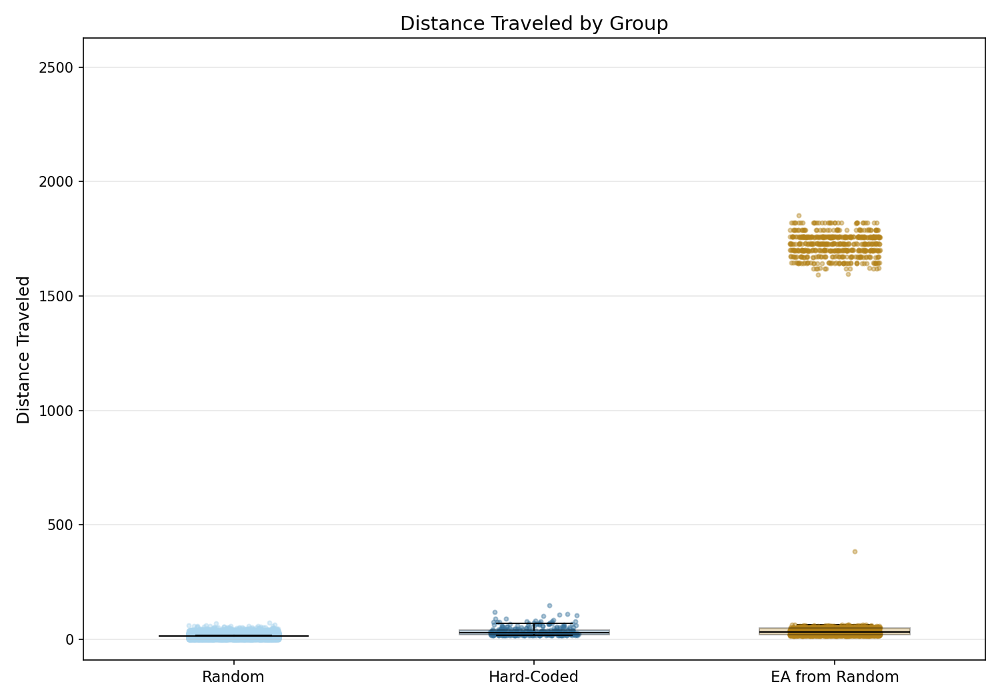 Distance Traveled by Group
Distance Traveled
2500
2000
1500
1000
500
0
Random
Hard-Coded
EA from Random